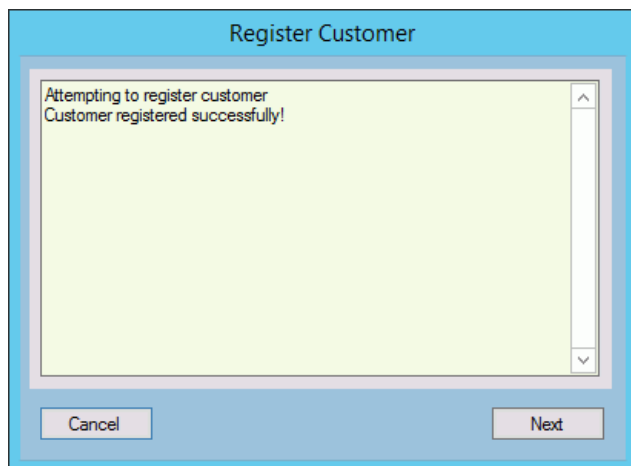 Register Customer
Attempting to register customer
Customer registered successfully!
Cancel
Next